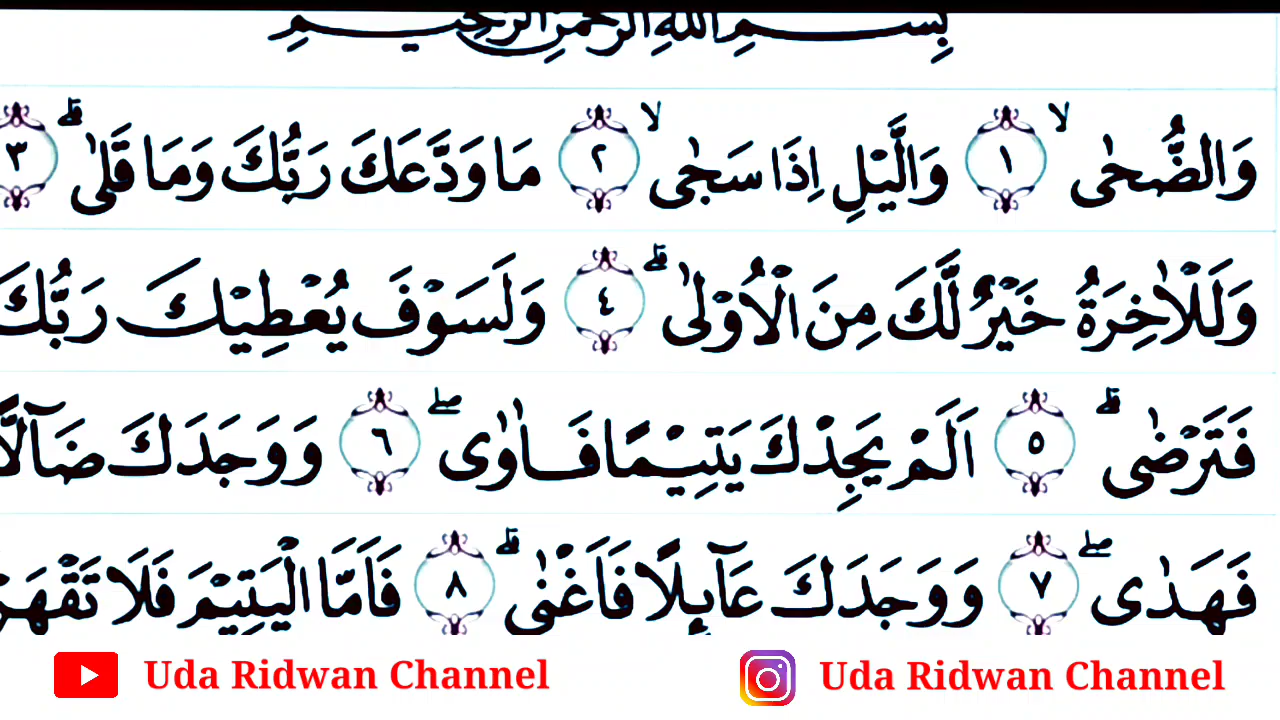 بِسْمِ اللّٰهِ الرَّحْمٰنِ الرَّحِيْمِ
وَالضُّحٰىۙ ١ وَالَّيْلِ اِذَا سَجٰىۙ ٢ مَا وَدَّعَكَ رَبُّكَ وَمَا قَلٰىۗ ٣
وَلَلْاٰخِرَةُ خَيْرٌ لَّكَ مِنَ الْاُوْلٰىۗ ٤ وَلَسَوْفَ يُعْطِيْكَ رَبُّكَ
فَتَرْضٰىۗ ٥ اَلَمْ يَجِدْكَ يَتِيْمًا فَاٰوٰىۖ ٦ وَوَجَدَكَ ضَاۤلًّا
فَهَدٰىۖ ٧ وَوَجَدَكَ عَاۤىِٕلًا فَاَغْنٰىۗ ٨ فَاَمَّا الْيَتِيْمَ فَلَا تَقْهَرْ
Uda Ridwan Channel Uda Ridwan Channel